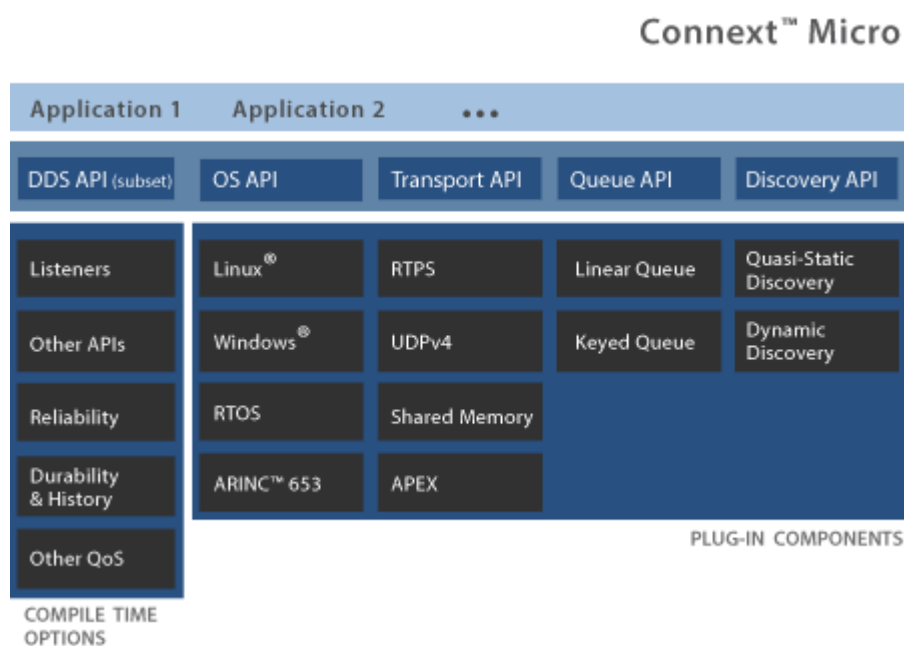 Connext™ Micro
Application 1 Application 2 •••
DDS API (subset) OS API Transport API Queue API Discovery API
Listeners
Other APIs
Reliability
Durability
& History
Other QoS
COMPILE TIME
OPTIONS
Linux®
Windows®
RTOS
ARINC™ 653
RTPS
UDPv4
Shared Memory
APEX
Linear Queue
Keyed Queue
Quasi-Static
Discovery
Dynamic
Discovery
PLUG-IN COMPONENTS